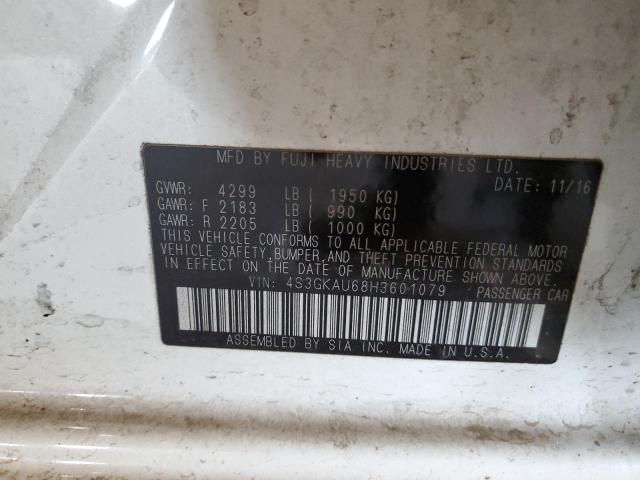 MFD BY FUJI HEAVY INDUSTRIES LTD.
DATE: 11/16
GVWR: 4299 LB ( 1950 KG)
GAWR: F 2183 LB ( 990 KG)
GAWR: R 2205 LB ( 1000 KG)
THIS VEHICLE CONFORMS TO ALL APPLICABLE FEDERAL MOTOR
VEHICLE SAFETY, BUMPER, AND THEFT PREVENTION STANDARDS
IN EFFECT ON THE DATE OF MANUFACTURE SHOWN ABOVE.
VIN: 4S3GKAU68H3601079 PASSENGER CAR
ASSEMBLED BY SIA INC. MADE IN U.S.A.